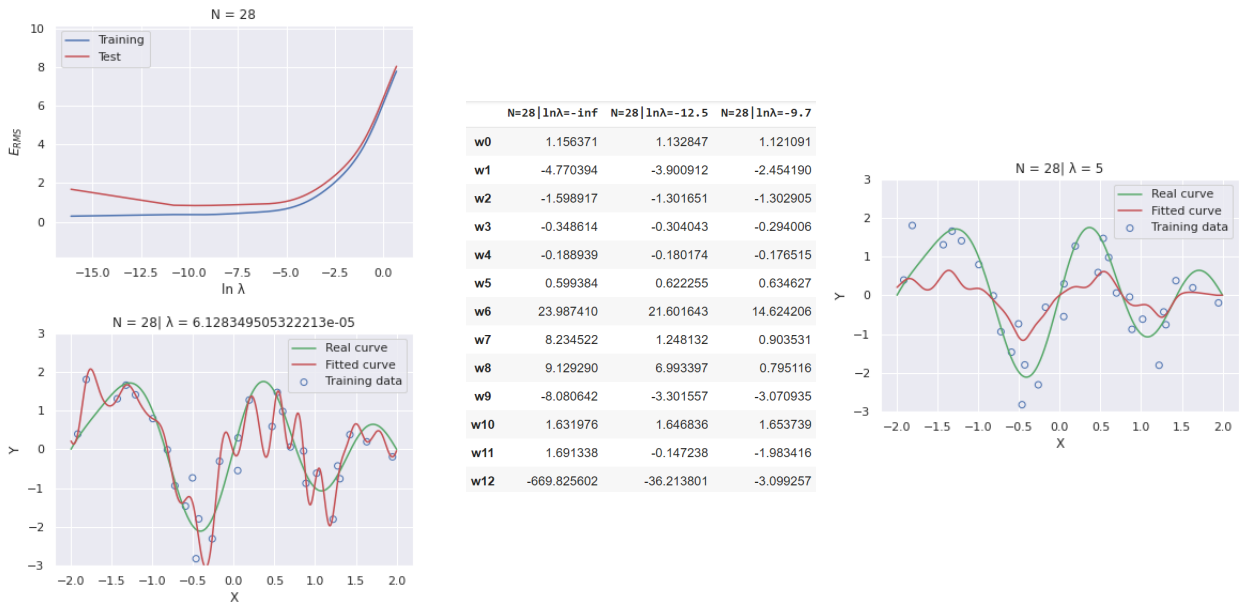 N = 28
10
8
6
4
2
0
E_RMS
Training
Test
−15.0 −12.5 −10.0 −7.5 −5.0 −2.5 0.0
ln λ
N = 28| λ = 6.128349505322213e-05
3
2
1
0
−1
−2
−3
Y
Real curve
Fitted curve
Training data
−2.0 −1.5 −1.0 −0.5 0.0 0.5 1.0 1.5 2.0
X
N=28|lnλ=-inf N=28|lnλ=-12.5 N=28|lnλ=-9.7
w0 1.156371 1.132847 1.121091
w1 -4.770394 -3.900912 -2.454190
w2 -1.598917 -1.301651 -1.302905
w3 -0.348614 -0.304043 -0.294006
w4 -0.188939 -0.180174 -0.176515
w5 0.599384 0.622255 0.634627
w6 23.987410 21.601643 14.624206
w7 8.234522 1.248132 0.903531
w8 9.129290 6.993397 0.795116
w9 -8.080642 -3.301557 -3.070935
w10 1.631976 1.646836 1.653739
w11 1.691338 -0.147238 -1.983416
w12 -669.825602 -36.213801 -3.099257
N = 28| λ = 5
3
2
1
0
−1
−2
−3
Y
Real curve
Fitted curve
Training data
−2.0 −1.5 −1.0 −0.5 0.0 0.5 1.0 1.5 2.0
X